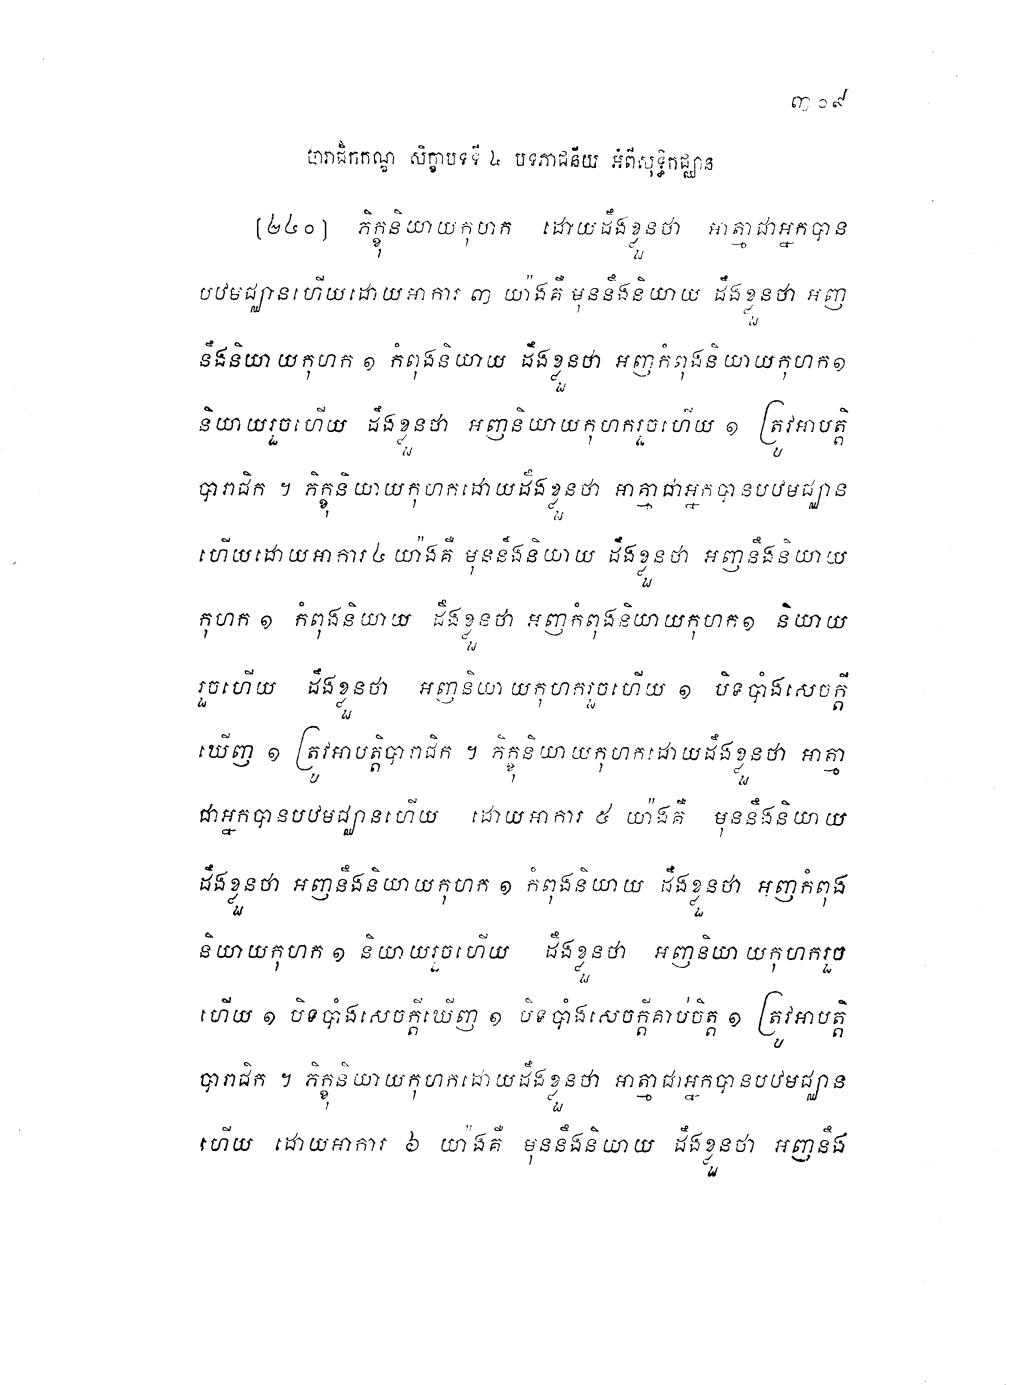 ៣១៩
បារាជិកកណ្ឌ សិក្ខាបទទី ៤ បទភាជនីយ អំពីសុទ្ធិកជ្ឈាន
[២៤០] ភិក្ខុនិយាយកុហក ដោយដឹងខ្លួនថា អាត្មាជាអ្នកបាន
បឋមជ្ឈានហើយដោយអាការ ៣ យ៉ាងគឺ មុននឹងនិយាយ ដឹងខ្លួនថា អញ
នឹងនិយាយកុហក ១ កំពុងនិយាយ ដឹងខ្លួនថា អញកំពុងនិយាយកុហក១
និយាយរួចហើយ ដឹងខ្លួនថា អញនិយាយកុហករួចហើយ ១ ត្រូវអាបត្តិ
បារាជិក ។ ភិក្ខុនិយាយកុហកដោយដឹងខ្លួនថា អាត្មាជាអ្នកបានបឋមជ្ឈាន
ហើយដោយអាការ៤ យ៉ាងគឺ មុននឹងនិយាយ ដឹងខ្លួនថា អញនឹងនិយាយ
កុហក ១ កំពុងនិយាយ ដឹងខ្លួនថា អញកំពុងនិយាយកុហក១ និយាយ
រួចហើយ ដឹងខ្លួនថា អញនិយាយកុហករួចហើយ ១ បិទបាំងសេចក្តី
ឃើញ ១ ត្រូវអាបត្តិបារាជិក ។ ភិក្ខុនិយាយកុហកដោយដឹងខ្លួនថា អាត្មា
ជាអ្នកបានបឋមជ្ឈានហើយ ដោយអាការ ៥ យ៉ាងគឺ មុននឹងនិយាយ
ដឹងខ្លួនថា អញនឹងនិយាយកុហក ១ កំពុងនិយាយ ដឹងខ្លួនថា អញកំពុង
និយាយកុហក ១ និយាយរួចហើយ ដឹងខ្លួនថា អញនិយាយកុហករួច
ហើយ ១ បិទបាំងសេចក្តីឃើញ ១ បិទបាំងសេចក្តីគាប់ចិត្ត ១ ត្រូវអាបត្តិ
បារាជិក ។ ភិក្ខុនិយាយកុហកដោយដឹងខ្លួនថា អាត្មាជាអ្នកបានបឋមជ្ឈាន
ហើយ ដោយអាការ ៦ យ៉ាងគឺ មុននឹងនិយាយ ដឹងខ្លួនថា អញនឹង